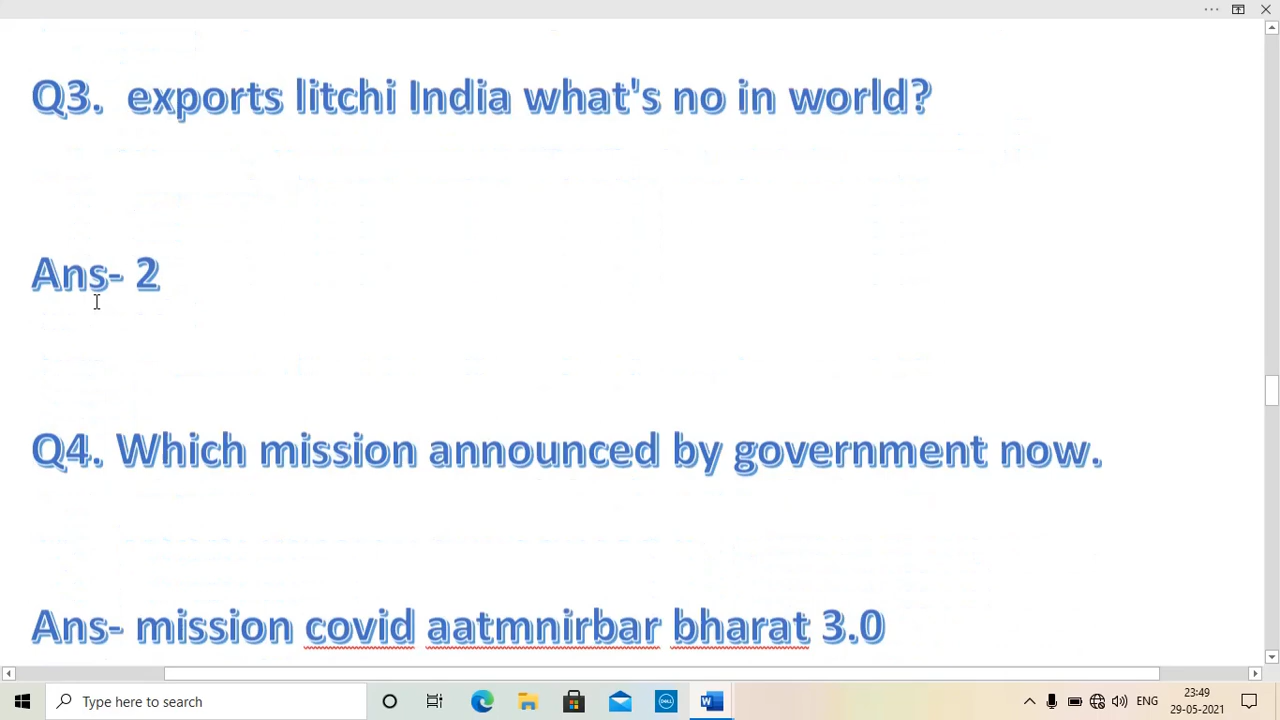 Q3.  exports litchi India what's no in world?
Ans- 2
Q4. Which mission announced by government now.
Ans- mission covid aatmnirbar bharat 3.0
Type here to search
DELL
W
ENG
23:49
29-05-2021